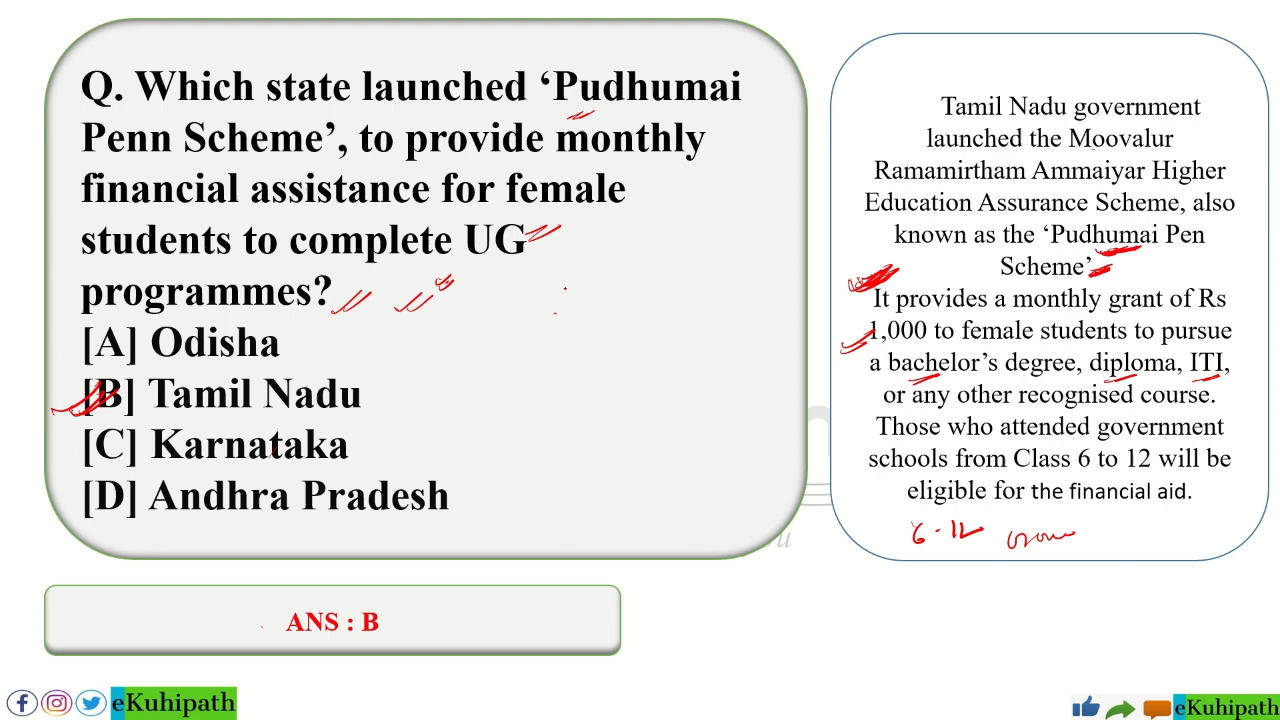 Q. Which state launched ‘Pudhumai
Penn Scheme’, to provide monthly
financial assistance for female
students to complete UG
programmes?
[A] Odisha
[B] Tamil Nadu
[C] Karnataka
[D] Andhra Pradesh
ANS : B
Tamil Nadu government
launched the Moovalur
Ramamirtham Ammaiyar Higher
Education Assurance Scheme, also
known as the ‘Pudhumai Pen
Scheme’
It provides a monthly grant of Rs
1,000 to female students to pursue
a bachelor’s degree, diploma, ITI,
or any other recognised course.
Those who attended government
schools from Class 6 to 12 will be
eligible for the financial aid.
6-12
eKuhipath
eKuhipath